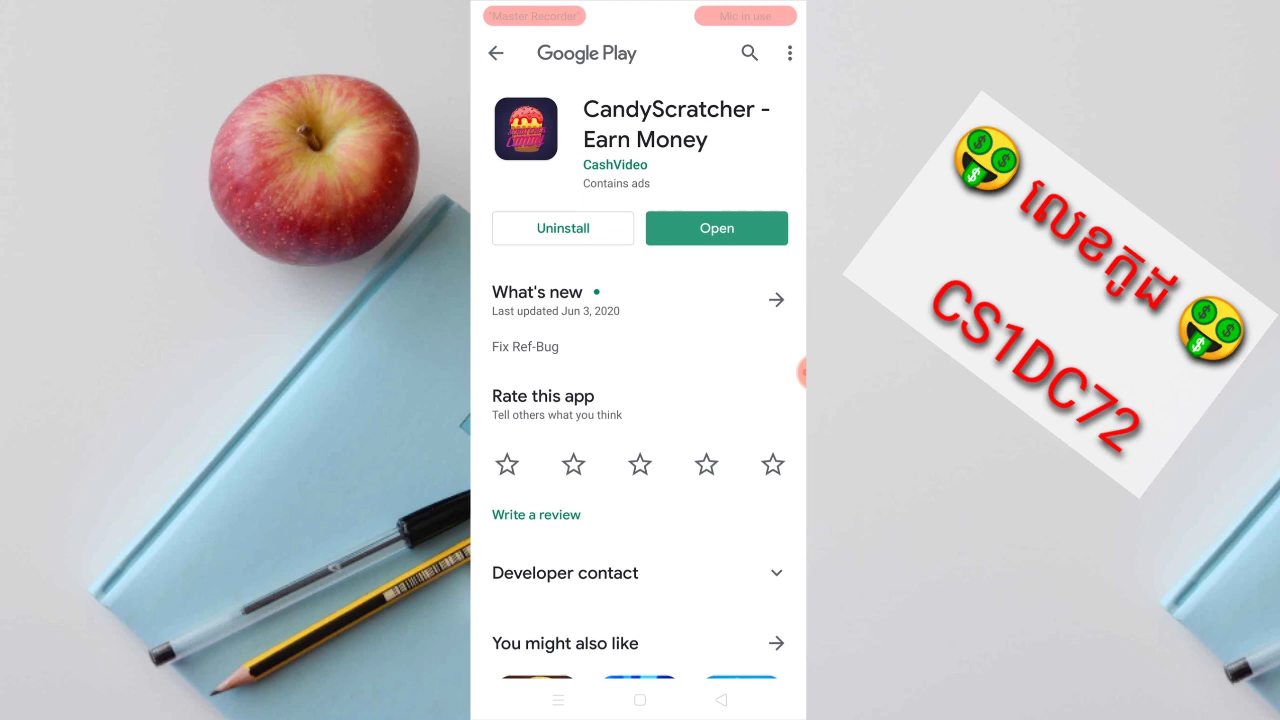 "Master Recorder"
Mic in use
Google Play
CandyScratcher -
Earn Money
CashVideo
Contains ads
Uninstall
Open
What's new
Last updated Jun 3, 2020
Fix Ref-Bug
Rate this app
Tell others what you think
Write a review
Developer contact
You might also like
🤑 លេខកូីផ 🤑
CS1DC72